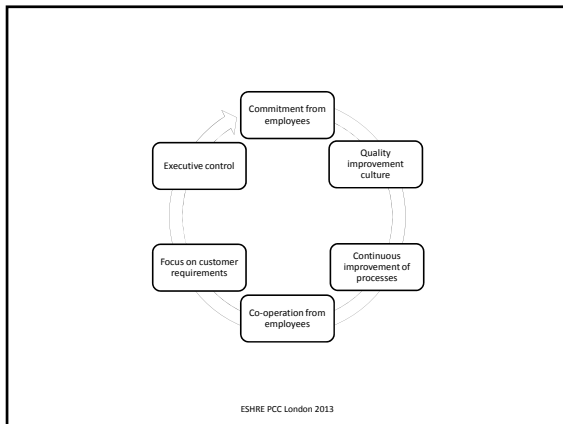 Commitment from
employees
Quality
improvement
culture
Continuous
improvement of
processes
Co-operation from
employees
Focus on customer
requirements
Executive control
ESHRE PCC London 2013